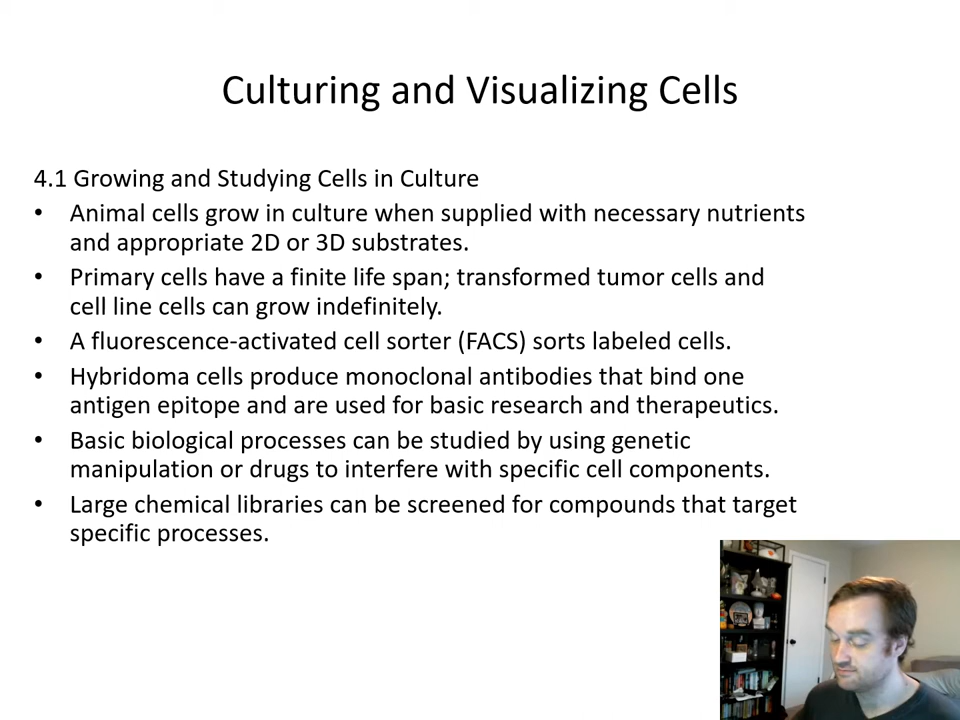 Culturing and Visualizing Cells
4.1 Growing and Studying Cells in Culture
• Animal cells grow in culture when supplied with necessary nutrients
and appropriate 2D or 3D substrates.
• Primary cells have a finite life span; transformed tumor cells and
cell line cells can grow indefinitely.
• A fluorescence-activated cell sorter (FACS) sorts labeled cells.
• Hybridoma cells produce monoclonal antibodies that bind one
antigen epitope and are used for basic research and therapeutics.
• Basic biological processes can be studied by using genetic
manipulation or drugs to interfere with specific cell components.
• Large chemical libraries can be screened for compounds that target
specific processes.